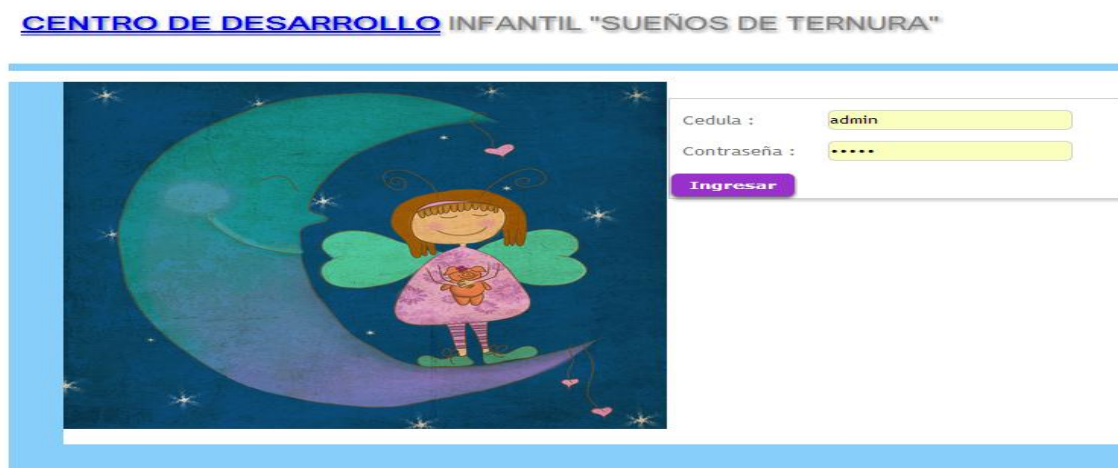 CENTRO DE DESARROLLO INFANTIL "SUEÑOS DE TERNURA"
Cedula : admin
Contraseña : •••••
Ingresar